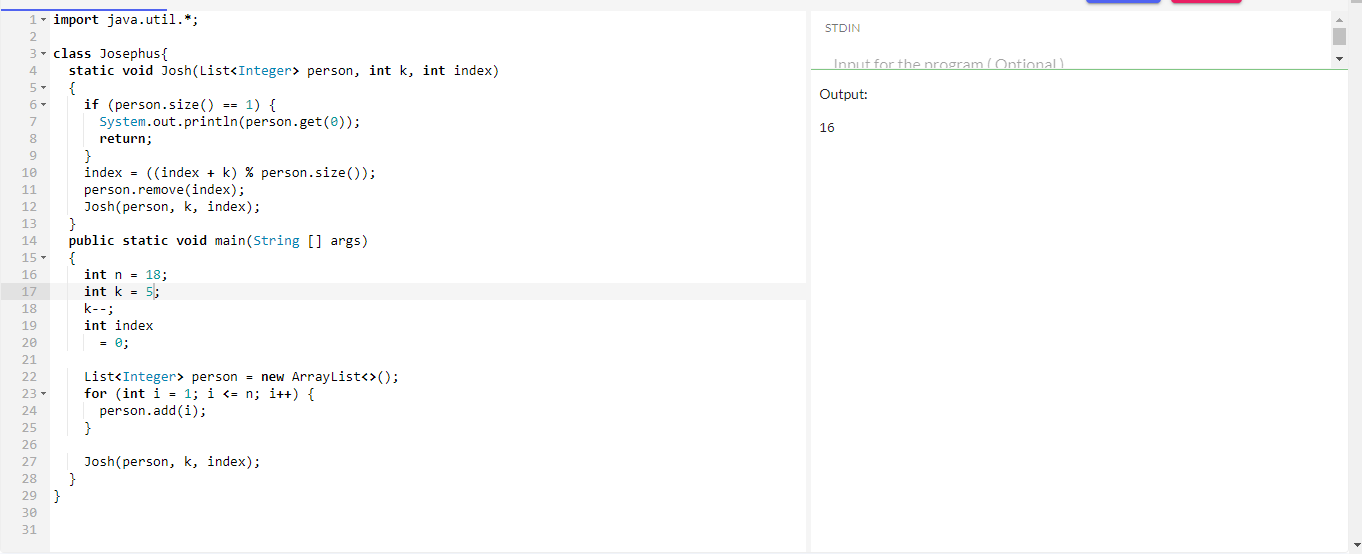 1 import java.util.*;
2
3 class Josephus{
4 static void Josh(List<Integer> person, int k, int index)
5 {
6 if (person.size() == 1) {
7 System.out.println(person.get(0));
8 return;
9 }
10 index = ((index + k) % person.size());
11 person.remove(index);
12 Josh(person, k, index);
13 }
14 public static void main(String [] args)
15 {
16 int n = 18;
17 int k = 5;
18 k--;
19 int index
20 = 0;
21
22 List<Integer> person = new ArrayList<>();
23 for (int i = 1; i <= n; i++) {
24 person.add(i);
25 }
26
27 Josh(person, k, index);
28 }
29 }
30
31
STDIN
Input for the program ( Optional )
Output:
16